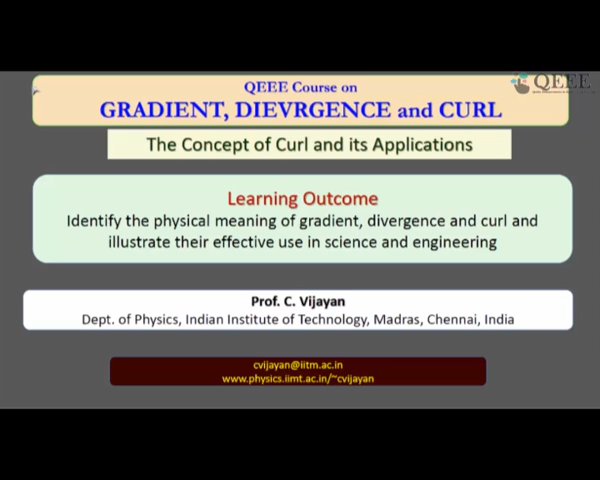 QEEE Course on
QEEE
GRADIENT, DIEVRGENCE and CURL
The Concept of Curl and its Applications
Learning Outcome
Identify the physical meaning of gradient, divergence and curl and
illustrate their effective use in science and engineering
Prof. C. Vijayan
Dept. of Physics, Indian Institute of Technology, Madras, Chennai, India
cvijayan@iitm.ac.in
www.physics.iimt.ac.in/~cvijayan